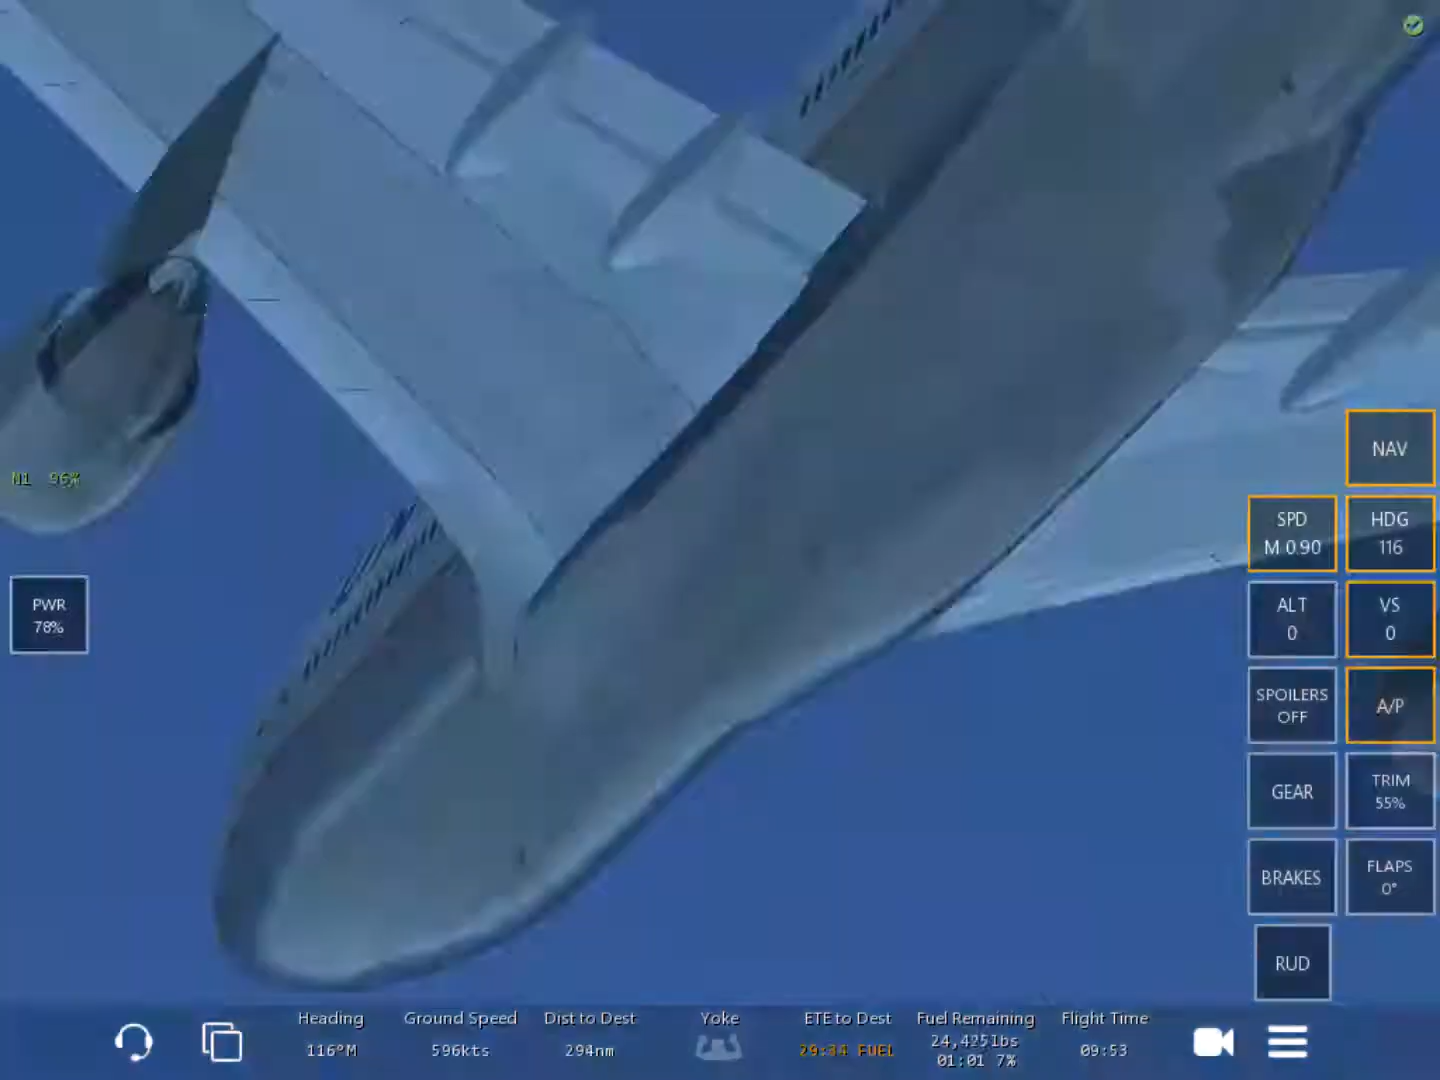 N1 96%
PWR
78%
NAV
SPD
M 0.90
HDG
116
ALT
0
VS
0
SPOILERS
OFF
A/P
GEAR
TRIM
55%
BRAKES
FLAPS
0°
RUD
Heading
116°M
Ground Speed
596kts
Dist to Dest
294nm
Yoke
ETE to Dest
29:34 FUEL
Fuel Remaining
24,425lbs
01:01 7%
Flight Time
09:53